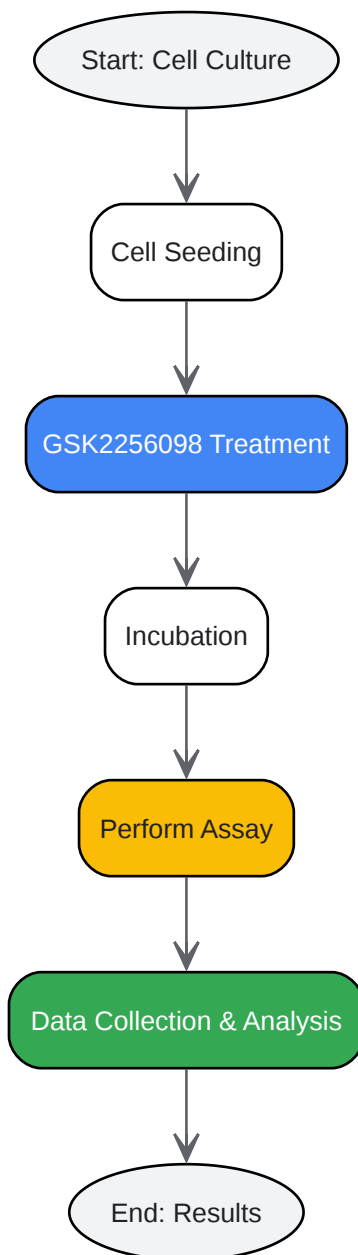 Start: Cell Culture
Cell Seeding
GSK2256098 Treatment
Incubation
Perform Assay
Data Collection & Analysis
End: Results